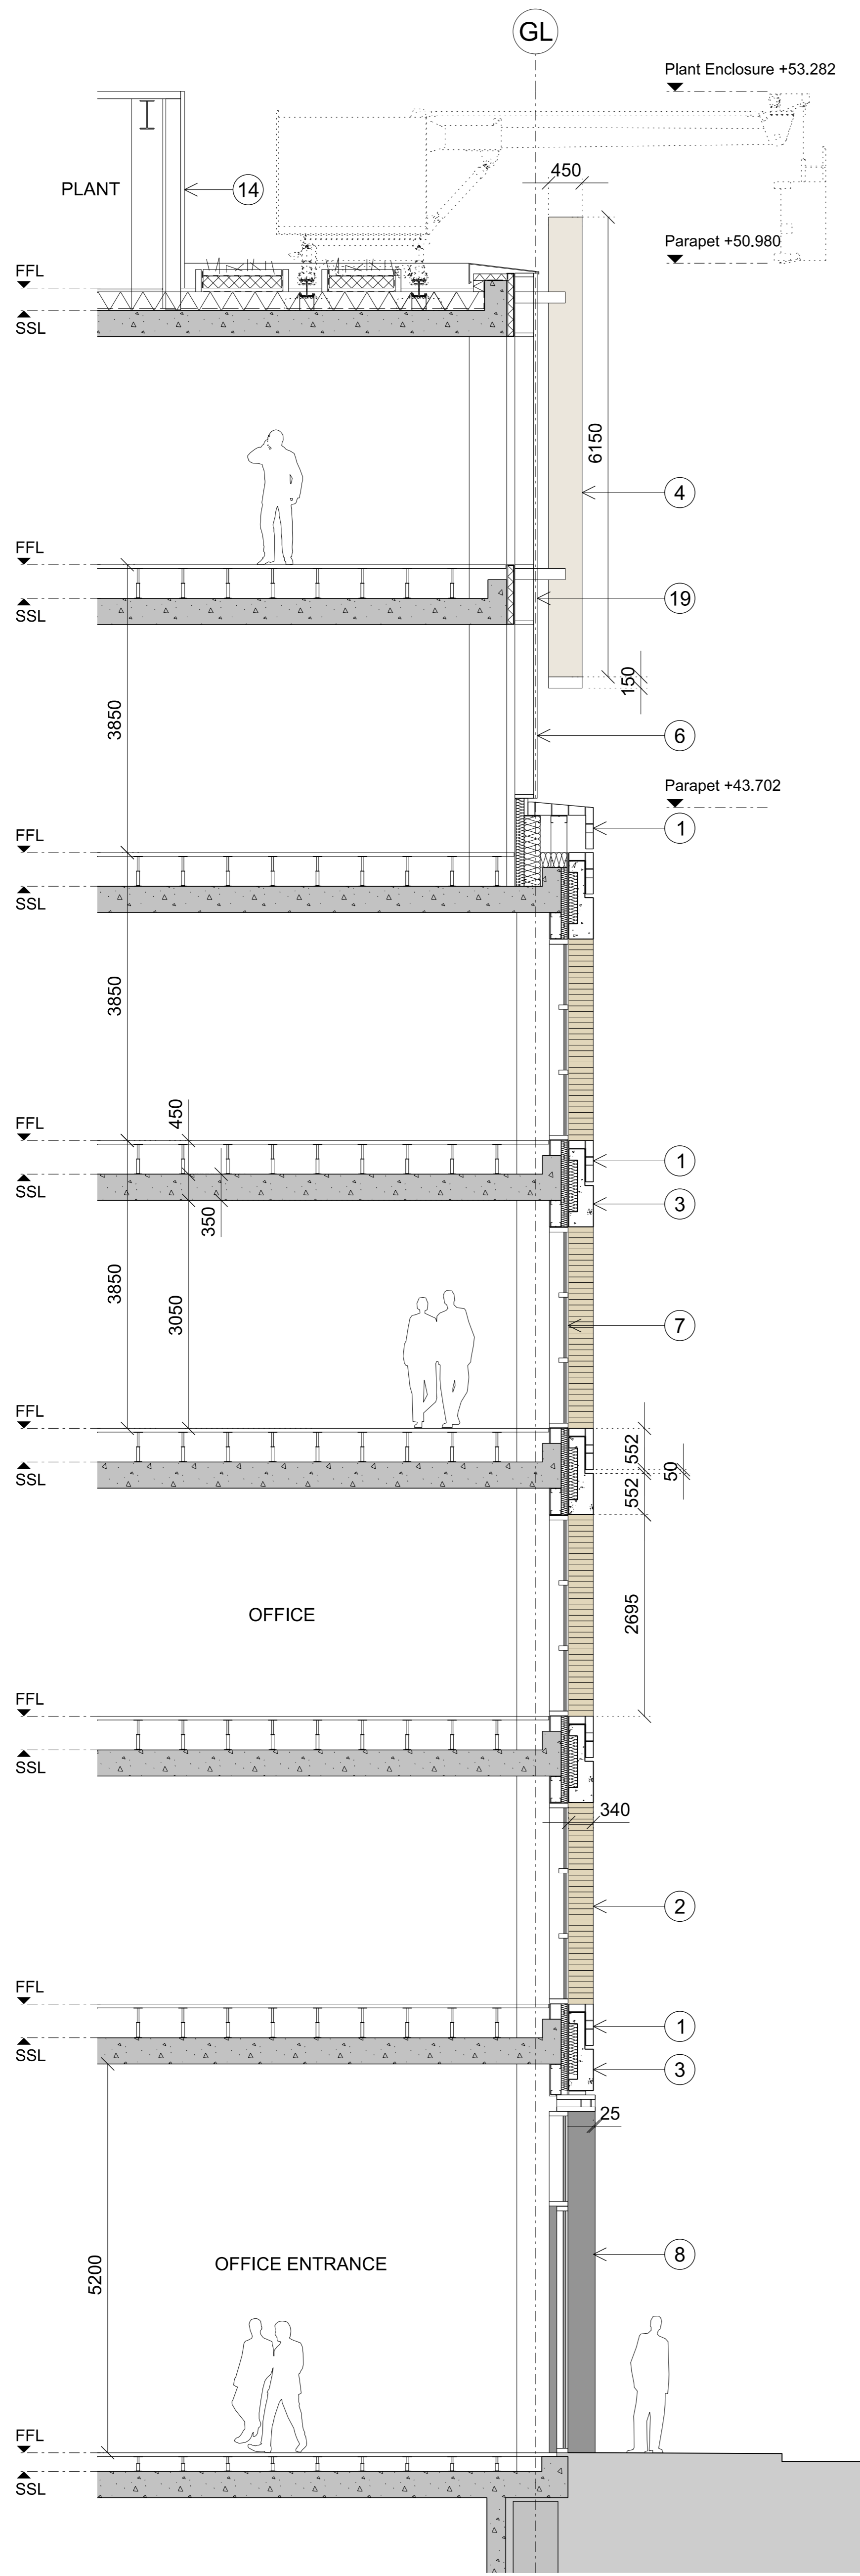 GL
Plant Enclosure +53.282
450
PLANT
14
Parapet +50.980
FFL
SSL
6150
4
FFL
SSL
19
150
3850
6
Parapet +43.702
1
FFL
SSL
3850
450
FFL
1
SSL
3
350
3850
3050
7
FFL
552
50
SSL
552
OFFICE
2695
FFL
SSL
340
2
FFL
1
SSL
3
25
5200
OFFICE ENTRANCE
8
FFL
SSL